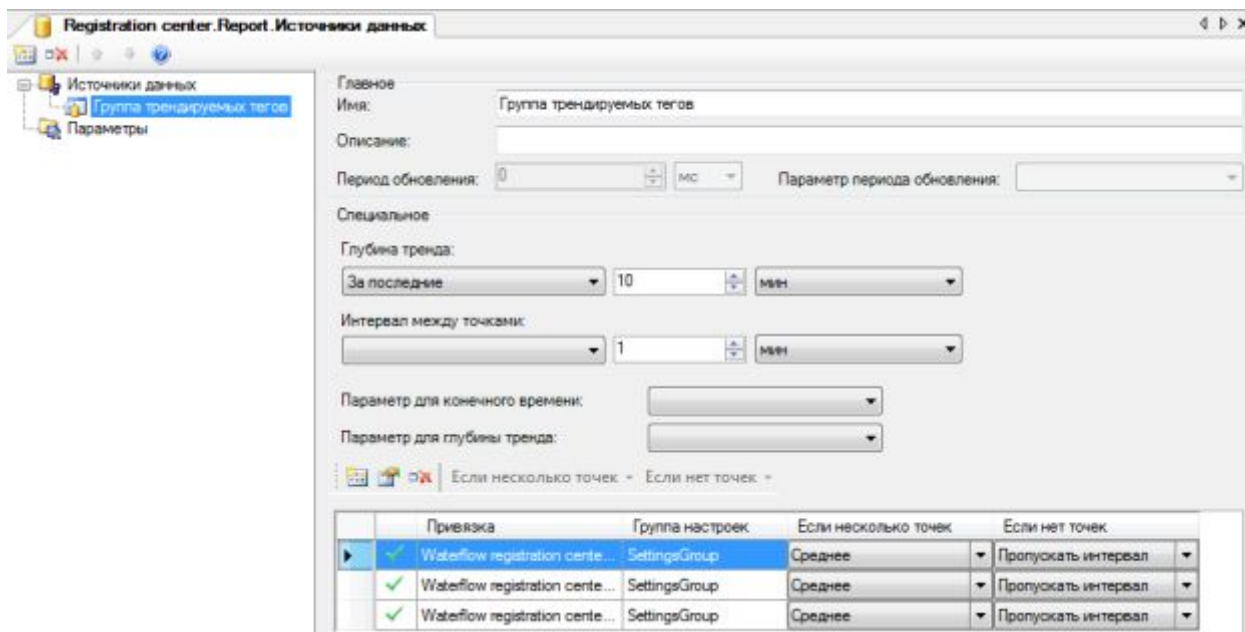 Registration center.Report.Источники данных
Источники данных
Группа трендируемых тегов
Параметры
Главное
Имя: Группа трендируемых тегов
Описание:
Период обновления: 0 мс Параметр периода обновления:
Специальное
Глубина тренда:
За последние 10 мин
Интервал между точками:
1 мин
Параметр для конечного времени:
Параметр для глубины тренда:
Если несколько точек Если нет точек
Привязка Группа настроек Если несколько точек Если нет точек
Waterflow registration cente... SettingsGroup Среднее Пропускать интервал
Waterflow registration cente... SettingsGroup Среднее Пропускать интервал
Waterflow registration cente... SettingsGroup Среднее Пропускать интервал